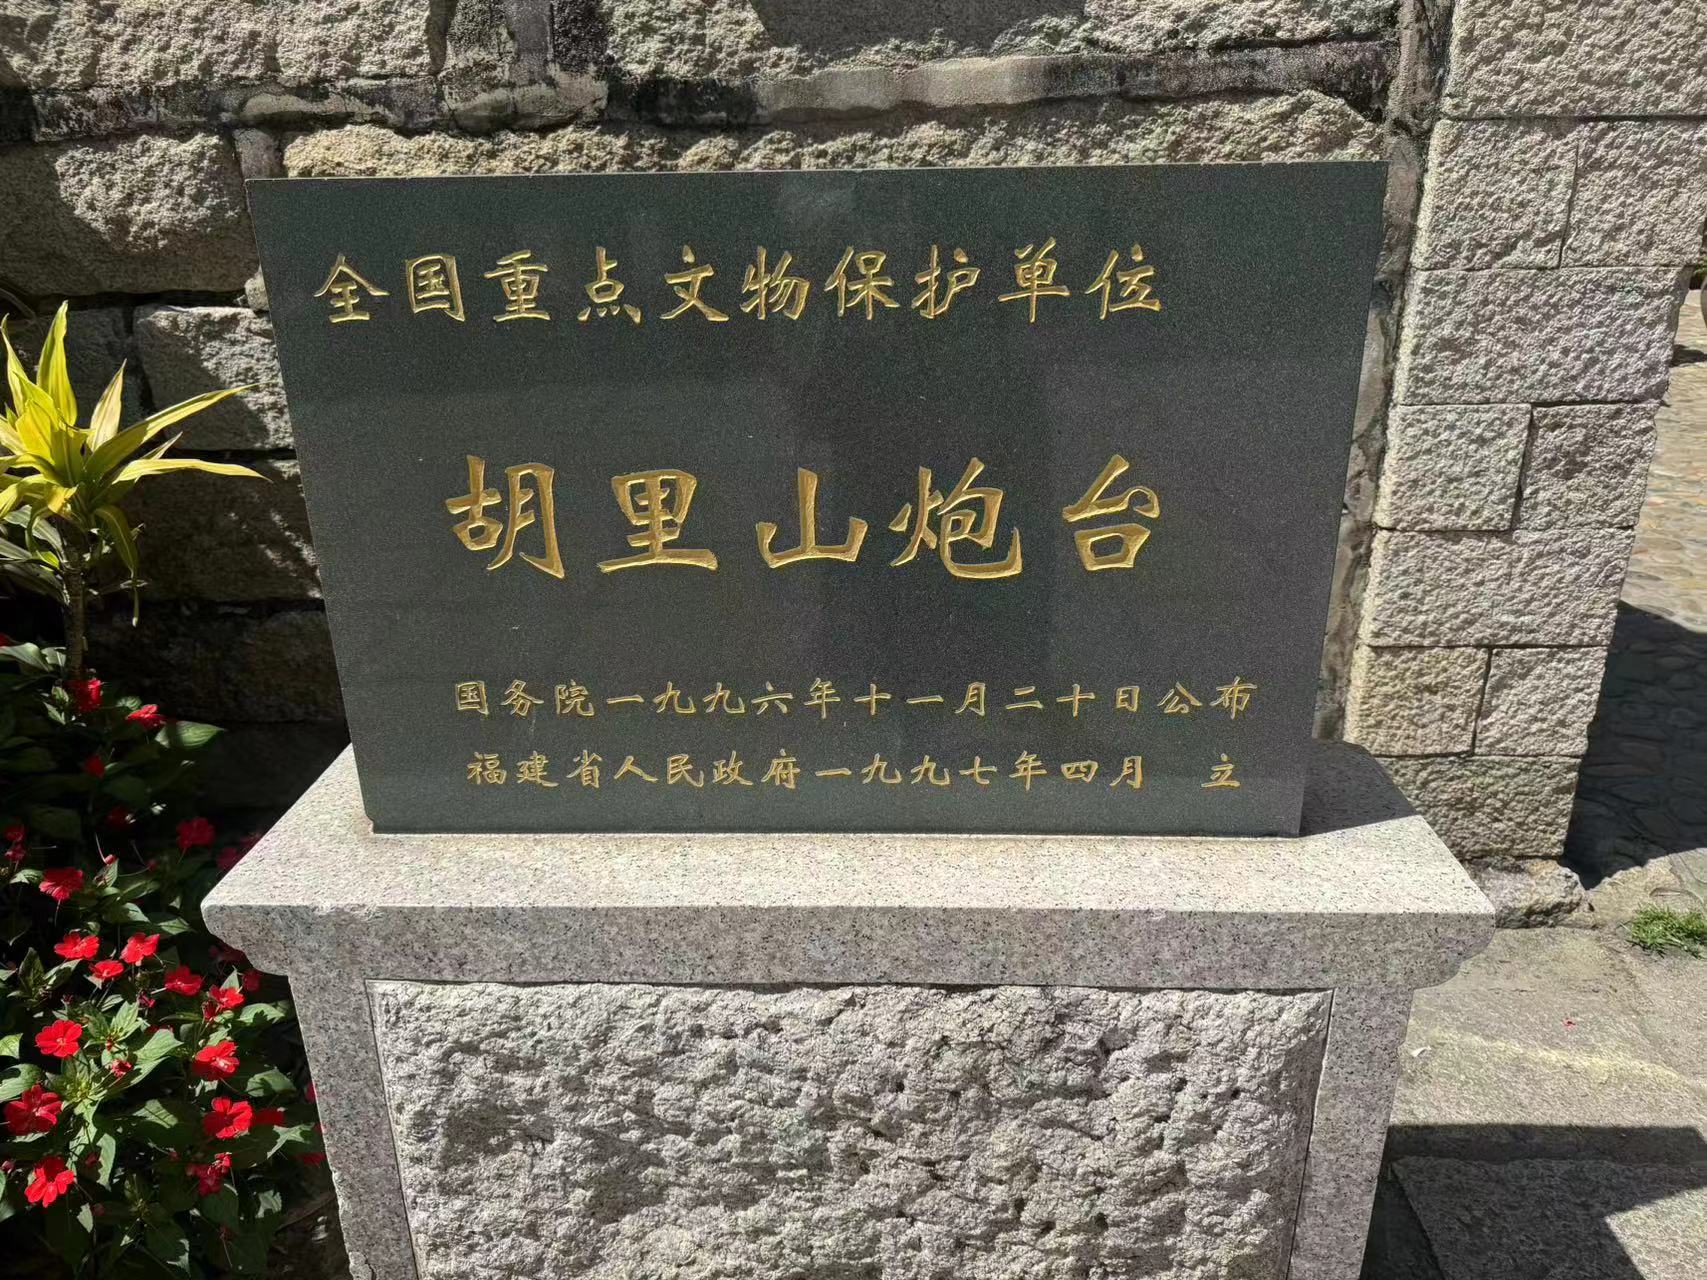 全国重点文物保护单位
胡里山炮台
国务院一九九六年十一月二十日公布
福建省人民政府一九九七年四月 立